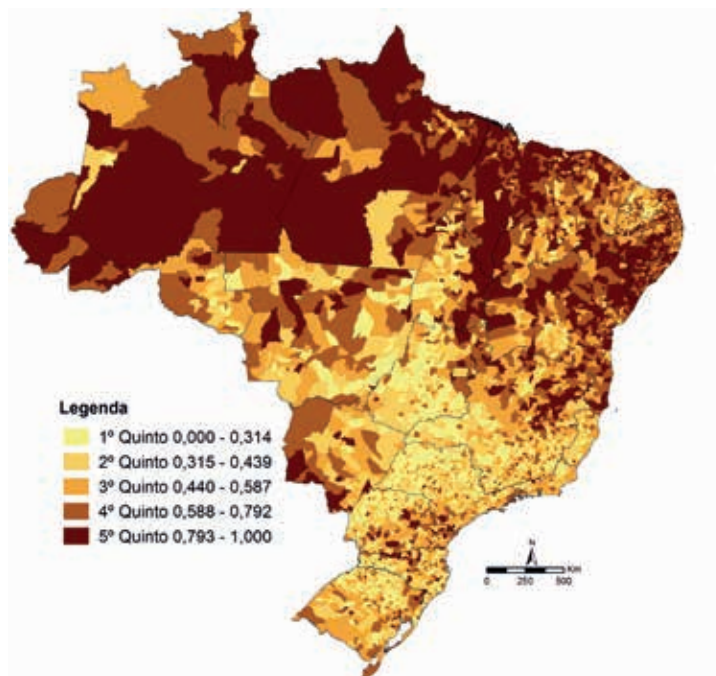 Legenda
1º Quinto 0,000 - 0,314
2º Quinto 0,315 - 0,439
3º Quinto 0,440 - 0,587
4º Quinto 0,588 - 0,792
5º Quinto 0,793 - 1,000
N
Km
0 250 500